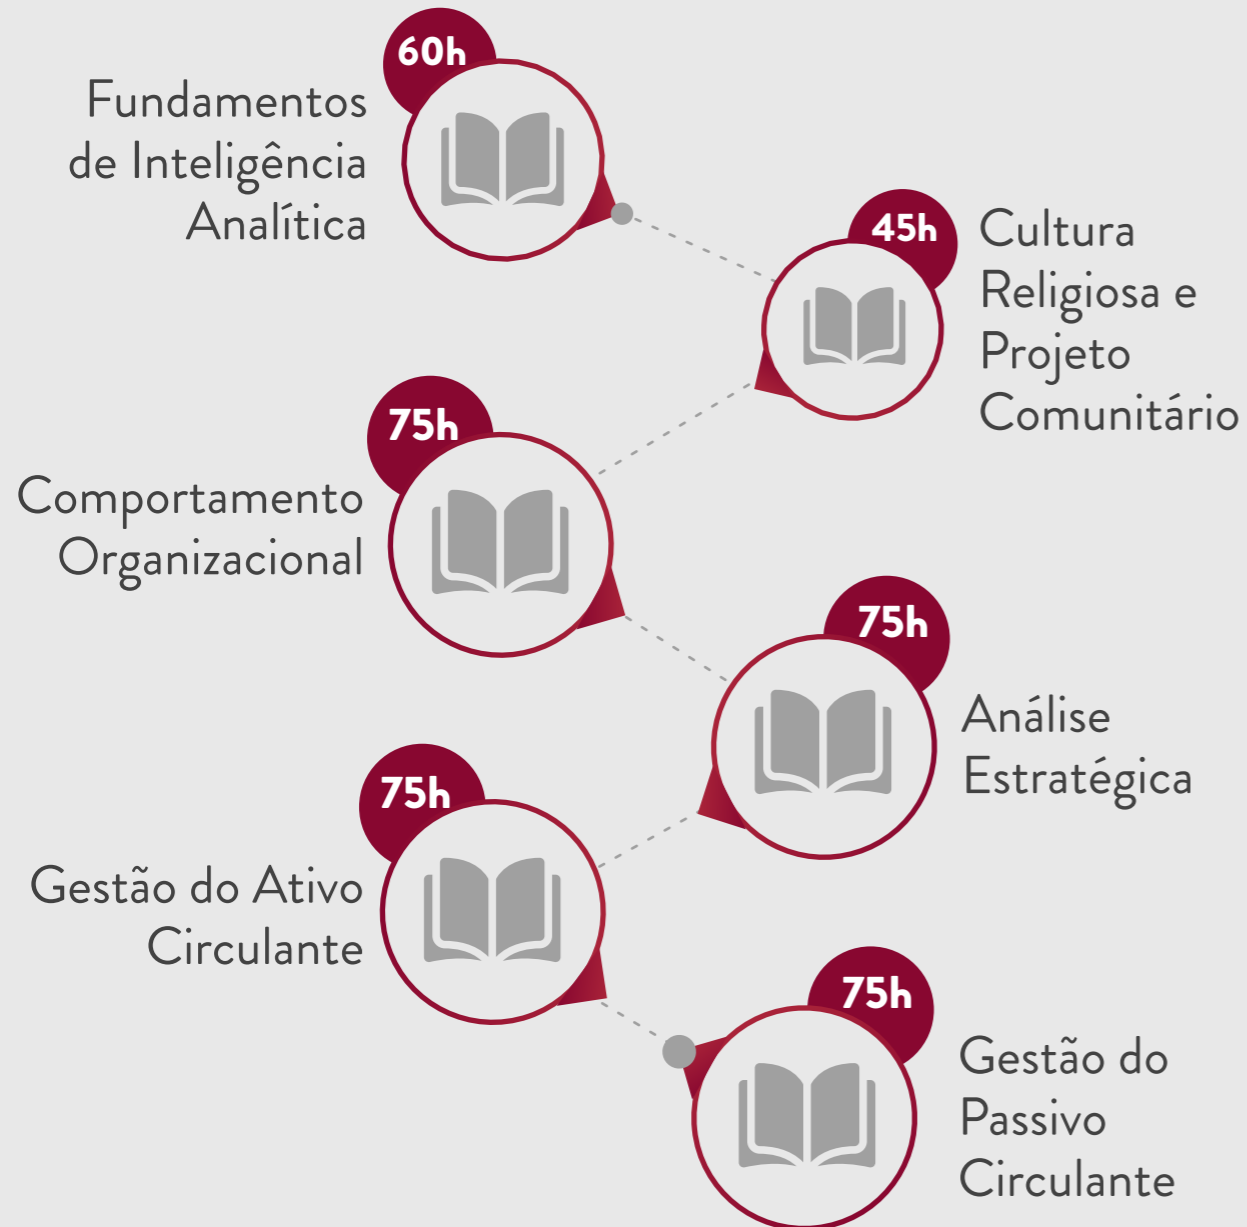 60h
Fundamentos
de Inteligência
Analítica
45h
Cultura
Religiosa e
Projeto
Comunitário
75h
Comportamento
Organizacional
75h
Análise
Estratégica
75h
Gestão do Ativo
Circulante
75h
Gestão do
Passivo
Circulante